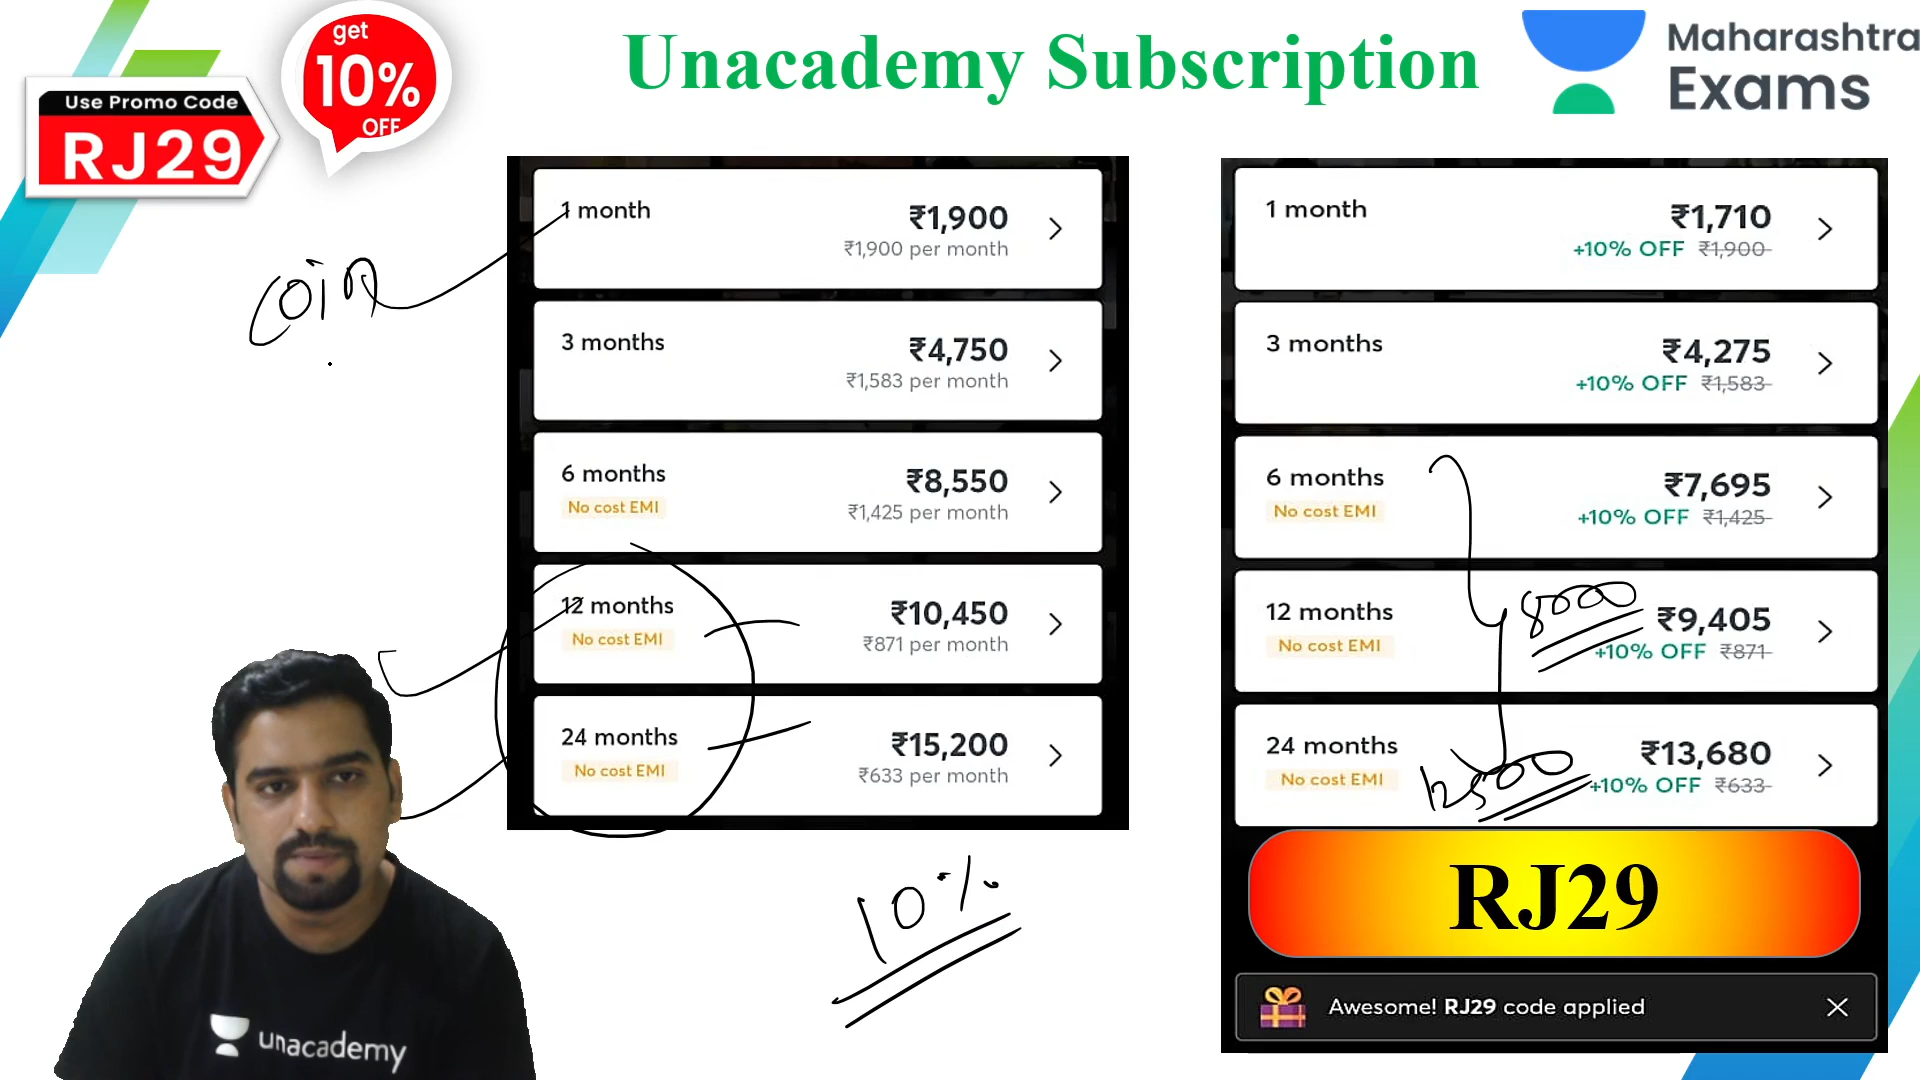 get
10%
OFF
Use Promo Code
RJ29
Unacademy Subscription
Maharashtra
Exams
1 month
₹1,900
₹1,900 per month
3 months
₹4,750
₹1,583 per month
6 months
No cost EMI
₹8,550
₹1,425 per month
12 months
No cost EMI
₹10,450
₹871 per month
24 months
No cost EMI
₹15,200
₹633 per month
1 month
₹1,710
+10% OFF ₹1,900
3 months
₹4,275
+10% OFF ₹1,583
6 months
No cost EMI
₹7,695
+10% OFF ₹1,425
12 months
No cost EMI
8000
₹9,405
+10% OFF ₹871
24 months
No cost EMI
12500
₹13,680
+10% OFF ₹633
RJ29
Awesome! RJ29 code applied
coin
10%
unacademy